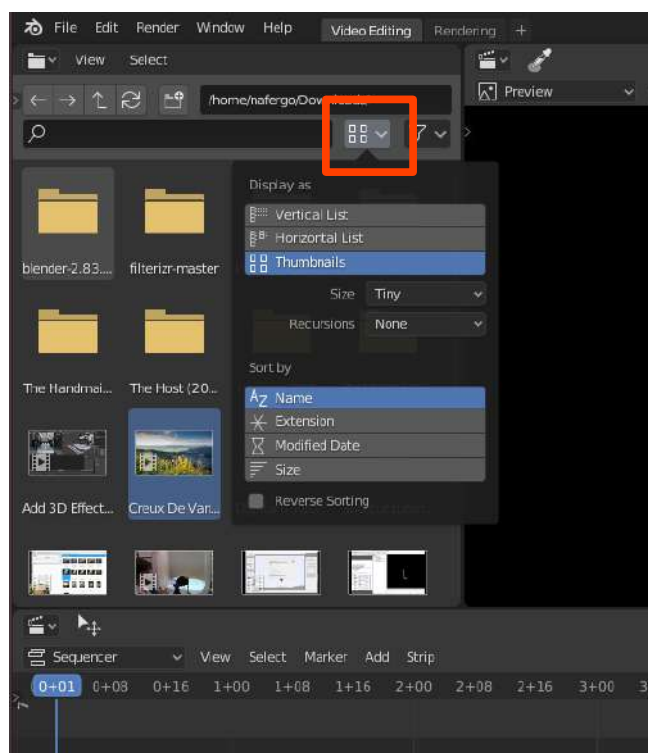 File Edit Render Window Help Video Editing Rendering +
View Select
Preview
Display as
Vertical List
Horizontal List
Thumbnails
blender-2.83.... filterizr-master
Size Tiny
Recursions None
Sort by
The Handmai... The Host (20...
Name
Extension
Modified Date
Size
Add 3D Effect... Creux De Van...
Reverse Sorting
Sequencer View Select Marker Add Strip
0+01 0+08 0+16 1+00 1+08 1+16 2+00 2+08 2+16 3+00 3